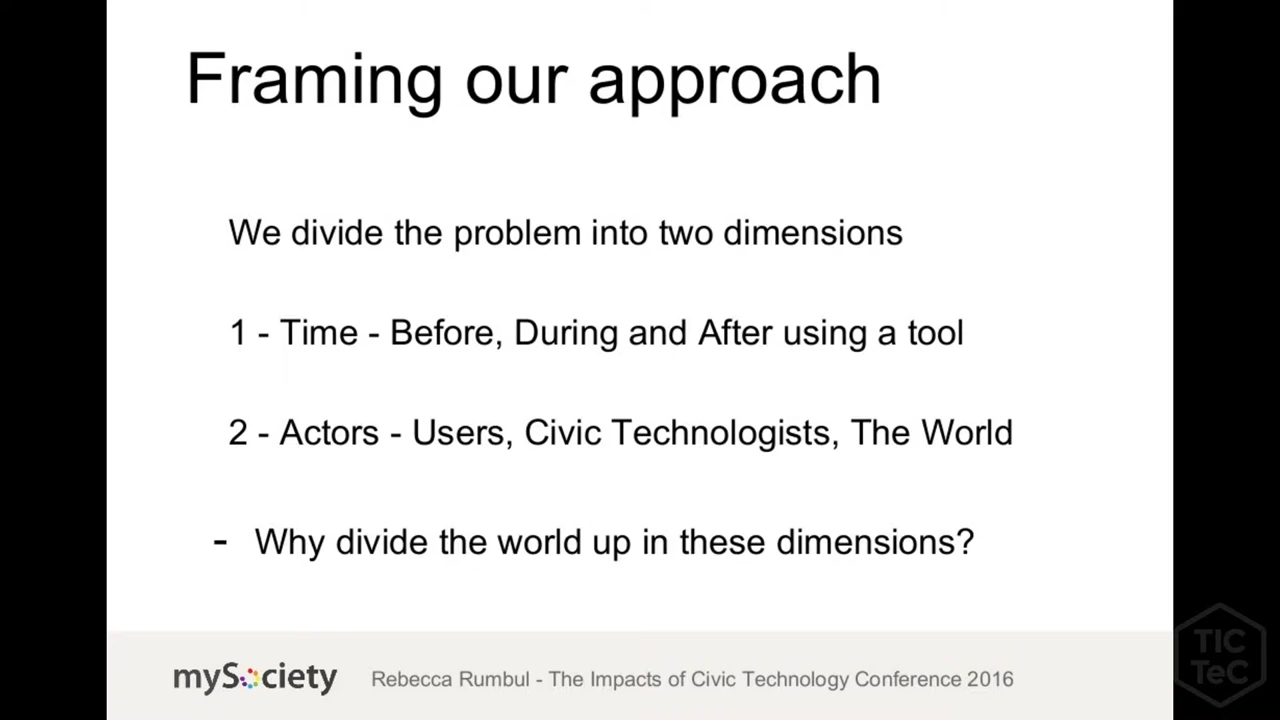 Framing our approach
We divide the problem into two dimensions
1 - Time - Before, During and After using a tool
2 - Actors - Users, Civic Technologists, The World
- Why divide the world up in these dimensions?
mySociety Rebecca Rumbul - The Impacts of Civic Technology Conference 2016
TIC
TeC